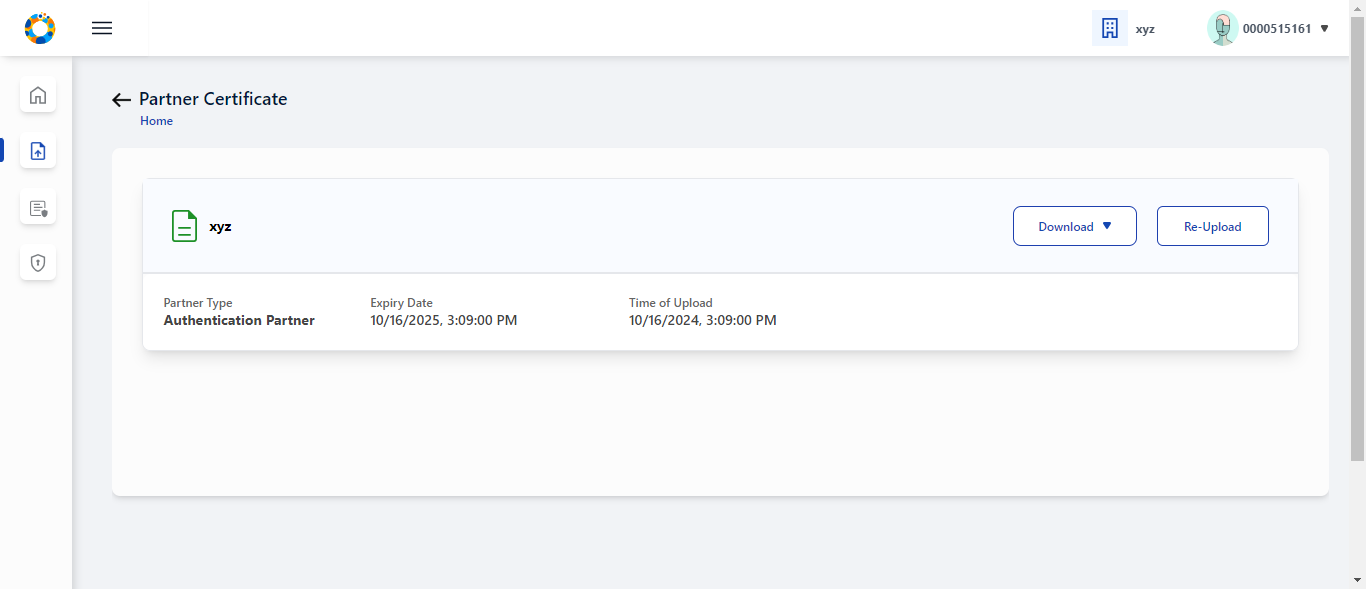 xyz
0000515161
Partner Certificate
Home
xyz
Download
Re-Upload
Partner Type
Expiry Date
Time of Upload
Authentication Partner
10/16/2025, 3:09:00 PM
10/16/2024, 3:09:00 PM